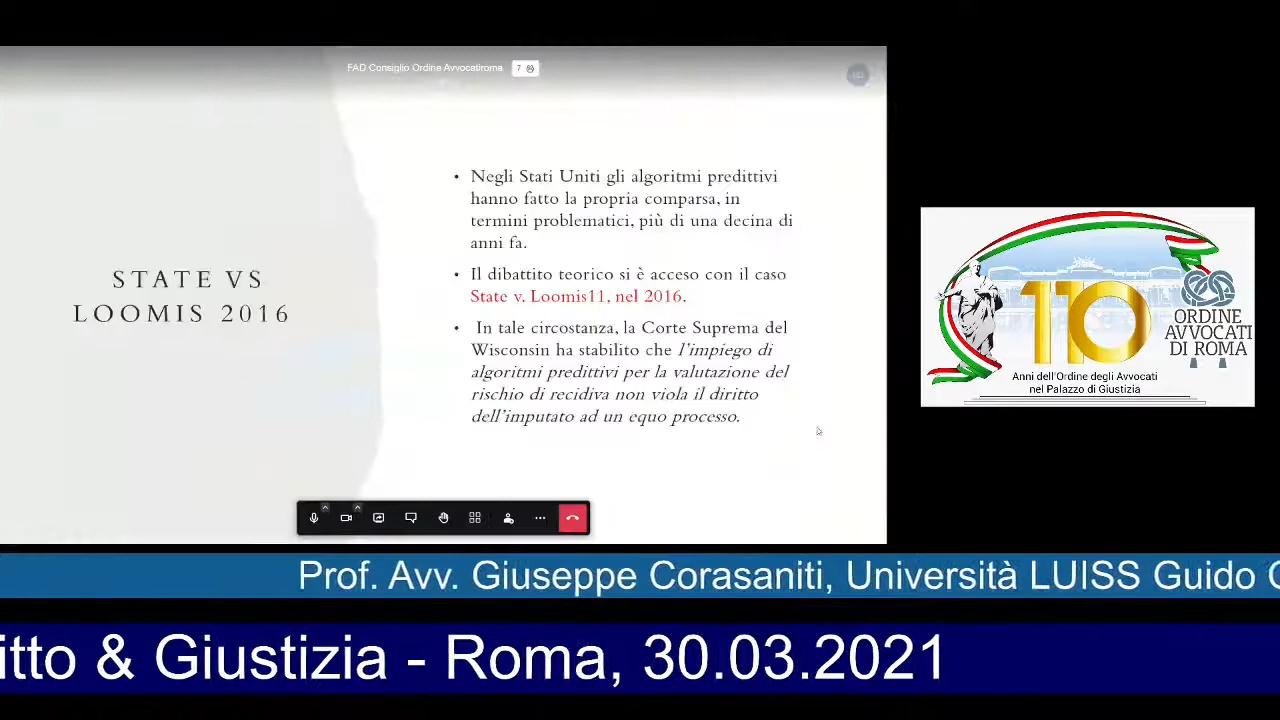 FAD Consiglio Ordine Avvocatiroma 7
STATE VS
LOOMIS 2016
• Negli Stati Uniti gli algoritmi predittivi
hanno fatto la propria comparsa, in
termini problematici, più di una decina di
anni fa.
• Il dibattito teorico si è acceso con il caso
State v. Loomis11, nel 2016.
• In tale circostanza, la Corte Suprema del
Wisconsin ha stabilito che l'impiego di
algoritmi predittivi per la valutazione del
rischio di recidiva non viola il diritto
dell'imputato ad un equo processo.
110
ORDINE
AVVOCATI
DI ROMA
Anni dell'Ordine degli Avvocati
nel Palazzo di Giustizia
Prof. Avv. Giuseppe Corasaniti, Università LUISS Guido C
itto & Giustizia - Roma, 30.03.2021